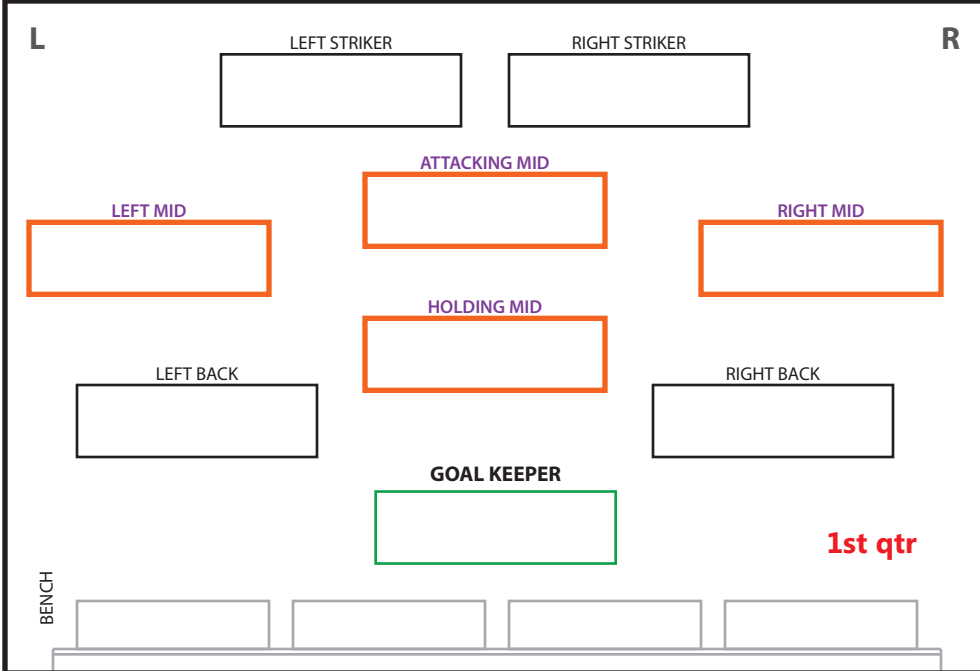 L
R
LEFT STRIKER
RIGHT STRIKER
ATTACKING MID
LEFT MID
RIGHT MID
HOLDING MID
LEFT BACK
RIGHT BACK
GOAL KEEPER
1st qtr
BENCH